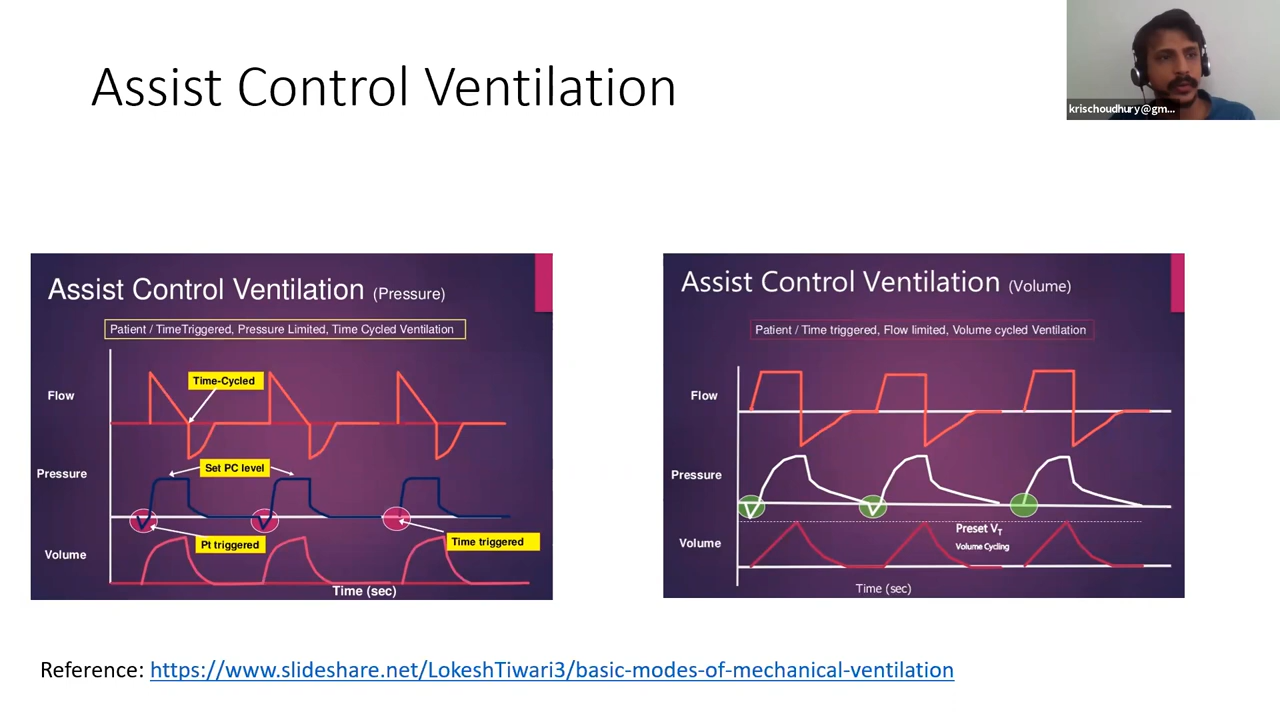 Assist Control Ventilation
krischoudhury@gm...
Assist Control Ventilation (Pressure)
Patient / TimeTriggered, Pressure Limited, Time Cycled Ventilation
Flow
Time-Cycled
Pressure
Set PC level
Pt triggered
Time triggered
Volume
Time (sec)
Assist Control Ventilation (Volume)
Patient / Time triggered, Flow limited, Volume cycled Ventilation
Flow
Pressure
Preset VT
Volume
Volume Cycling
Time (sec)
Reference: https://www.slideshare.net/LokeshTiwari3/basic-modes-of-mechanical-ventilation